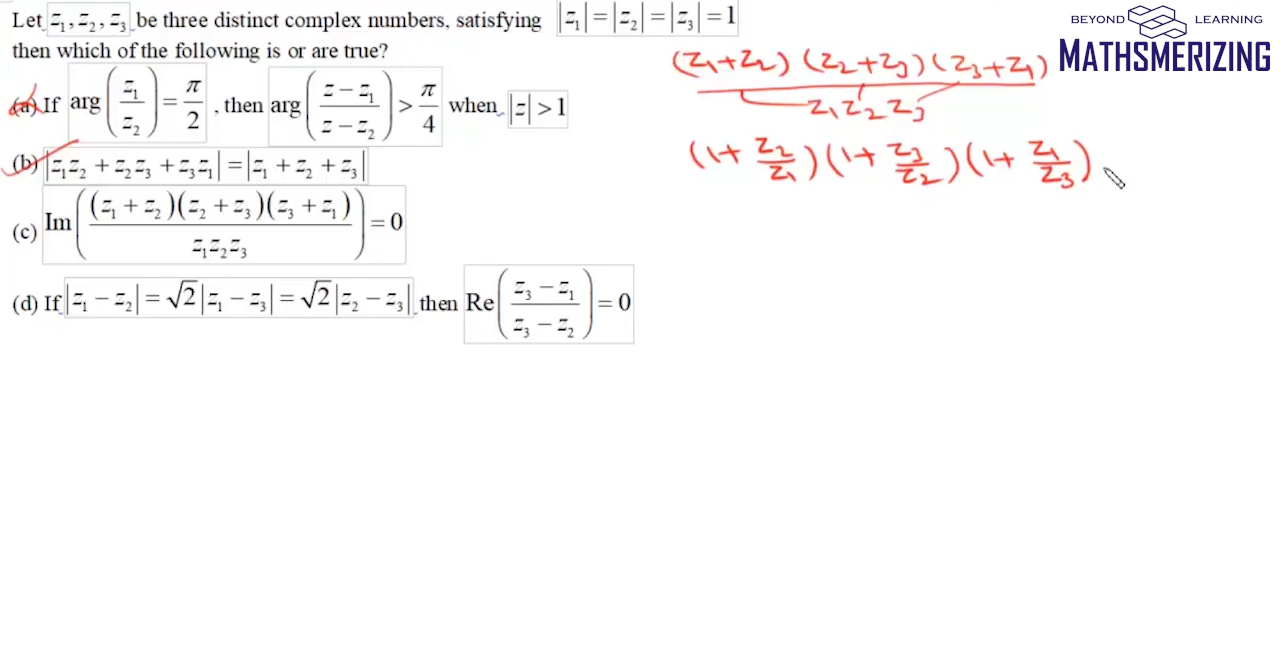 Let z₁, z₂, z₃ be three distinct complex numbers, satisfying |z₁| = |z₂| = |z₃| = 1
then which of the following is or are true?
(a) If arg(z₁/z₂) = π/2, then arg((z − z₁)/(z − z₂)) > π/4 when |z| > 1
(b) |z₁z₂ + z₂z₃ + z₃z₁| = |z₁ + z₂ + z₃|
(c) Im((z₁ + z₂)(z₂ + z₃)(z₃ + z₁)/z₁z₂z₃) = 0
(d) If |z₁ − z₂| = √2|z₁ − z₃| = √2|z₂ − z₃| then Re((z₃ − z₁)/(z₃ − z₂)) = 0
(z₁+z₂)(z₂+z₃)(z₃+z₁)
z₁z₂z₃
(1+z₂/z₁)(1+z₃/z₂)(1+z₁/z₃)
BEYOND LEARNING
MATHSMERIZING